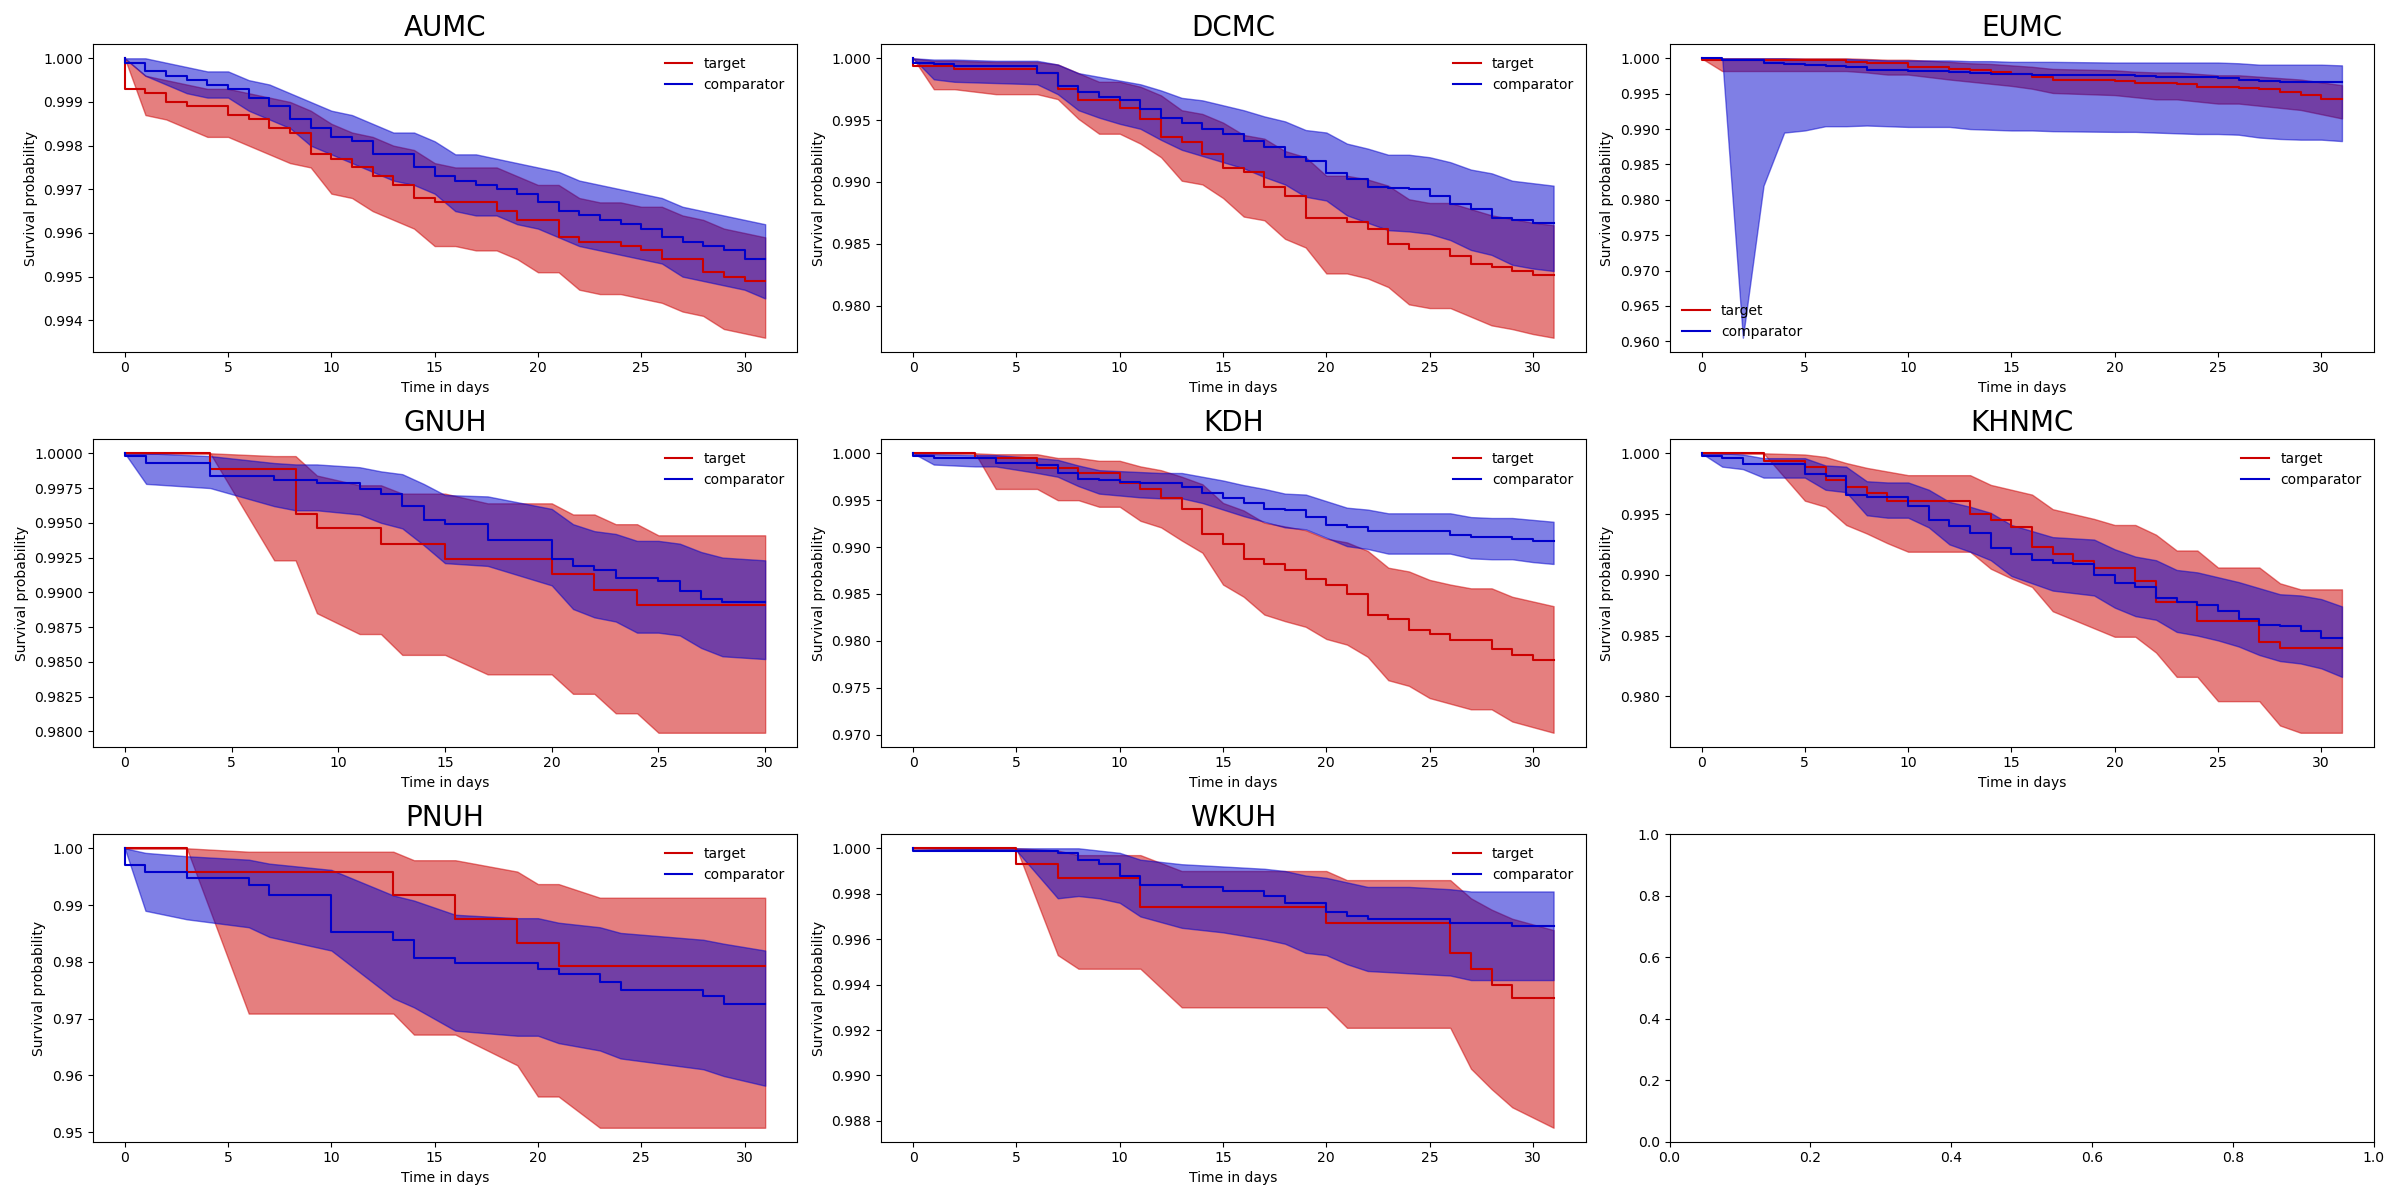 AUMC
Survival probability
1.000
0.999
0.998
0.997
0.996
0.995
0.994
target
comparator
0 5 10 15 20 25 30
Time in days
DCMC
Survival probability
1.000
0.995
0.990
0.985
0.980
target
comparator
0 5 10 15 20 25 30
Time in days
EUMC
Survival probability
1.000
0.995
0.990
0.985
0.980
0.975
0.970
0.965
0.960
target
comparator
0 5 10 15 20 25 30
Time in days
GNUH
Survival probability
1.0000
0.9975
0.9950
0.9925
0.9900
0.9875
0.9850
0.9825
0.9800
target
comparator
0 5 10 15 20 25 30
Time in days
KDH
Survival probability
1.000
0.995
0.990
0.985
0.980
0.975
0.970
target
comparator
0 5 10 15 20 25 30
Time in days
KHNMC
Survival probability
1.000
0.995
0.990
0.985
0.980
target
comparator
0 5 10 15 20 25 30
Time in days
PNUH
Survival probability
1.00
0.99
0.98
0.97
0.96
0.95
target
comparator
0 5 10 15 20 25 30
Time in days
WKUH
Survival probability
1.000
0.998
0.996
0.994
0.992
0.990
0.988
target
comparator
0 5 10 15 20 25 30
Time in days
1.0
0.8
0.6
0.4
0.2
0.0
0.0 0.2 0.4 0.6 0.8 1.0